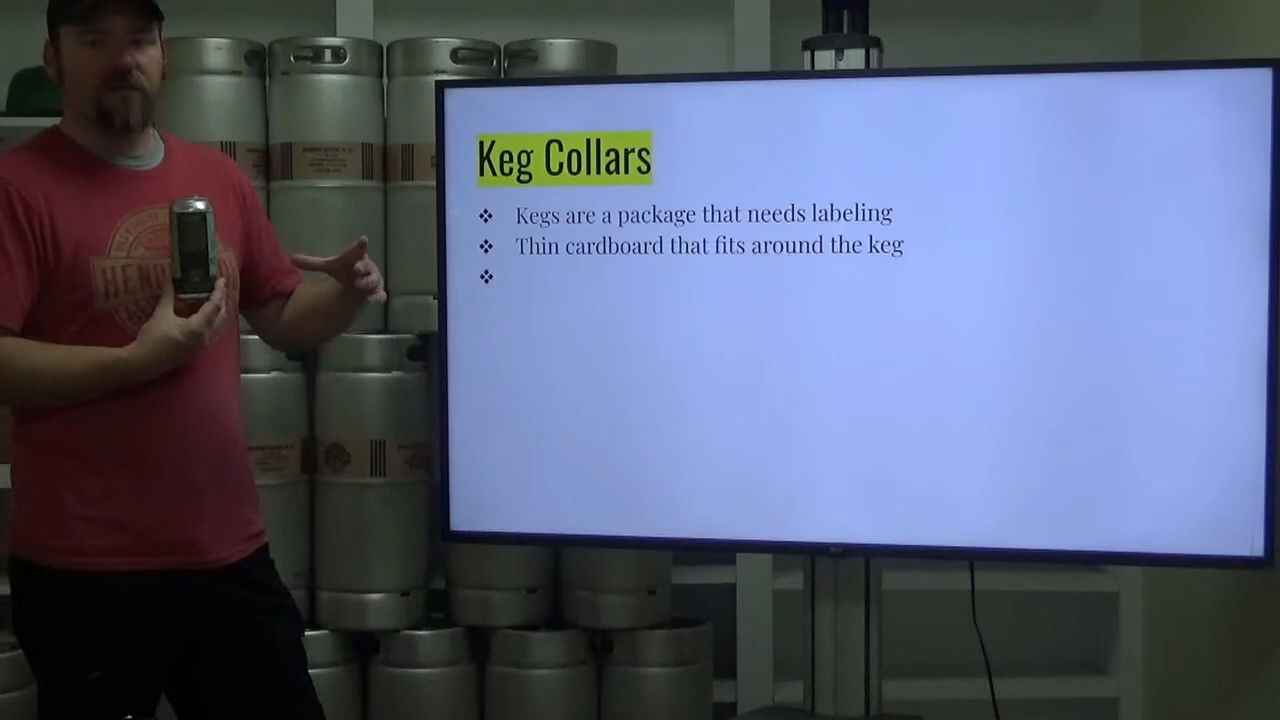 Keg Collars
❖ Kegs are a package that needs labeling
❖ Thin cardboard that fits around the keg
❖